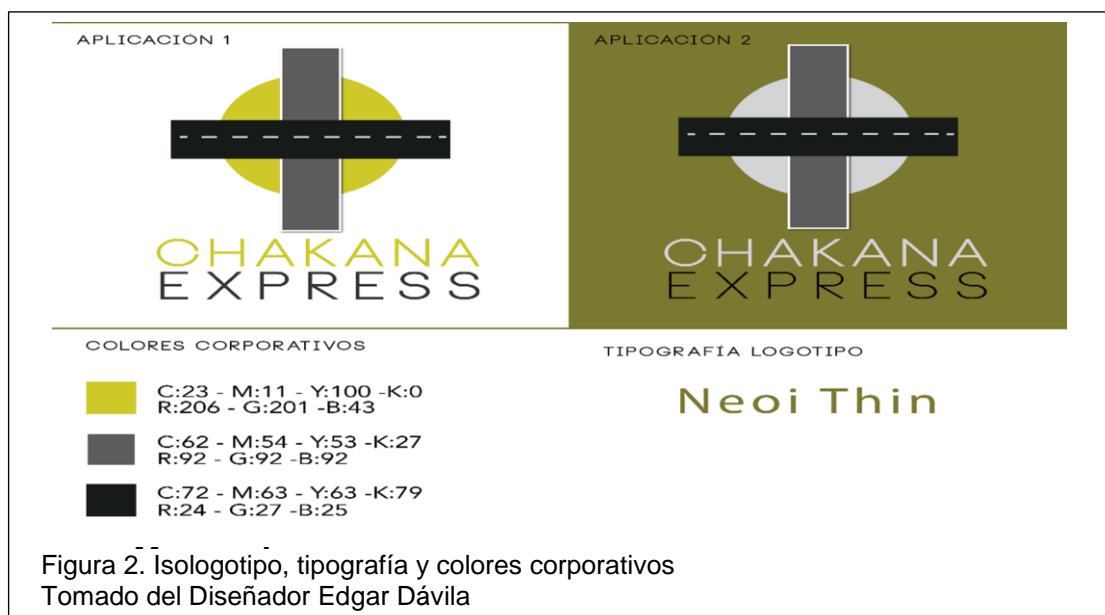 APLICACIÓN 1
CHAKANA
EXPRESS
APLICACIÓN 2
CHAKANA
EXPRESS
COLORES CORPORATIVOS
C:23 - M:11 - Y:100 -K:0
R:206 - G:201 -B:43
C:62 - M:54 - Y:53 -K:27
R:92 - G:92 -B:92
C:72 - M:63 - Y:63 -K:79
R:24 - G:27 -B:25
TIPOGRAFÍA LOGOTIPO
Neoi Thin
Figura 2. Isologotipo, tipografía y colores corporativos
Tomado del Diseñador Edgar Dávila